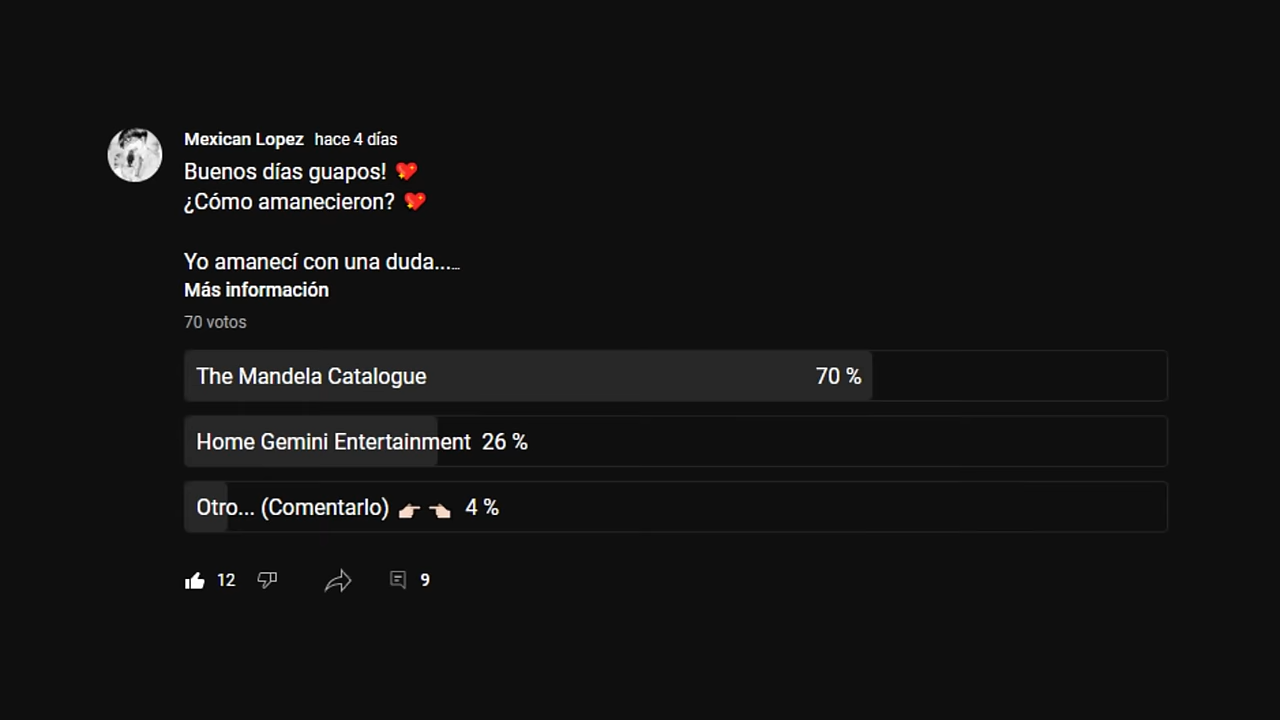 Mexican Lopez hace 4 días
Buenos días guapos! 💖
¿Cómo amanecieron? 💖
Yo amanecí con una duda......
Más información
70 votos
The Mandela Catalogue 70 %
Home Gemini Entertainment 26 %
Otro... (Comentarlo) 👉🏻 👈🏻 4 %
12 9